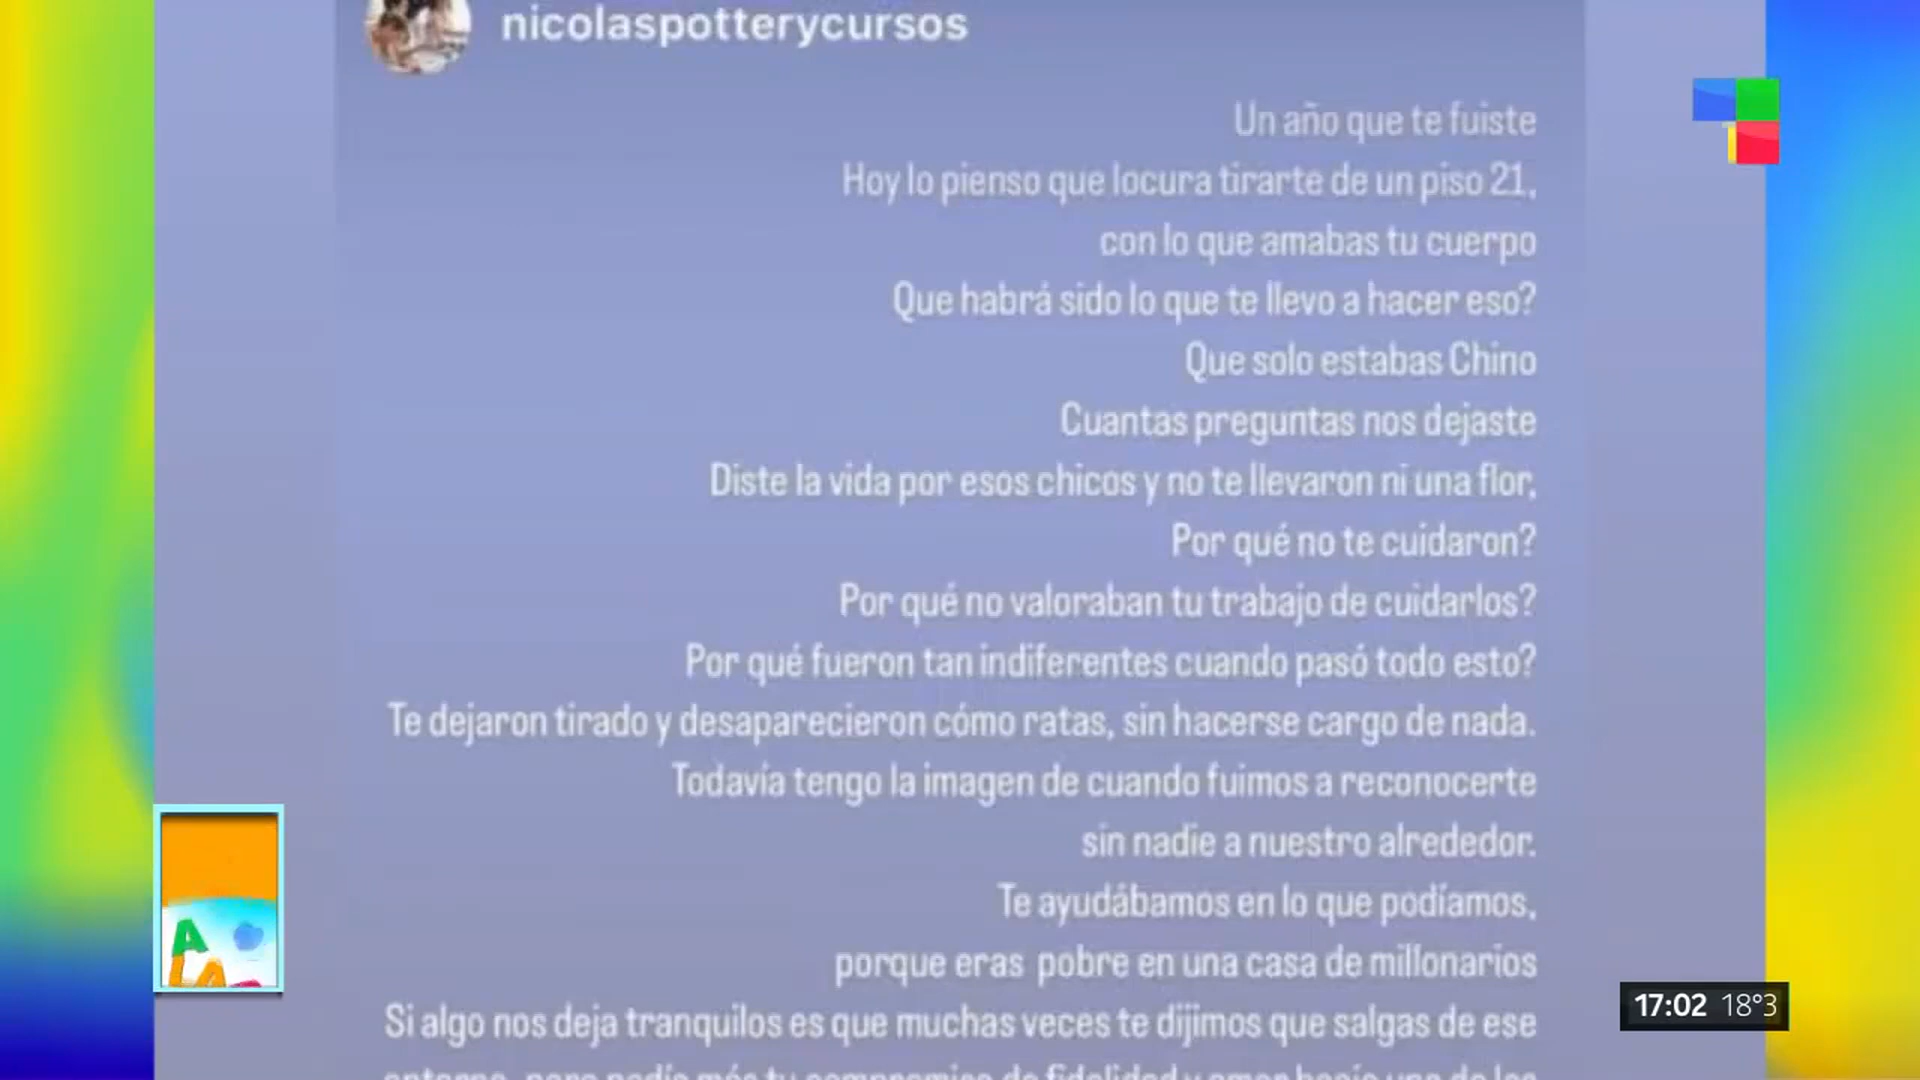 nicolaspotterycursos
Un año que te fuiste
Hoy lo pienso que locura tirarte de un piso 21,
con lo que amabas tu cuerpo
Que habrá sido lo que te llevo a hacer eso?
Que solo estabas Chino
Cuantas preguntas nos dejaste
Diste la vida por esos chicos y no te llevaron ni una flor,
Por qué no te cuidaron?
Por qué no valoraban tu trabajo de cuidarlos?
Por qué fueron tan indiferentes cuando pasó todo esto?
Te dejaron tirado y desaparecieron cómo ratas, sin hacerse cargo de nada.
Todavía tengo la imagen de cuando fuimos a reconocerte
sin nadie a nuestro alrededor.
Te ayudábamos en lo que podíamos,
porque eras pobre en una casa de millonarios
Si algo nos deja tranquilos es que muchas veces te dijimos que salgas de ese
A
LA
17:02 18°3